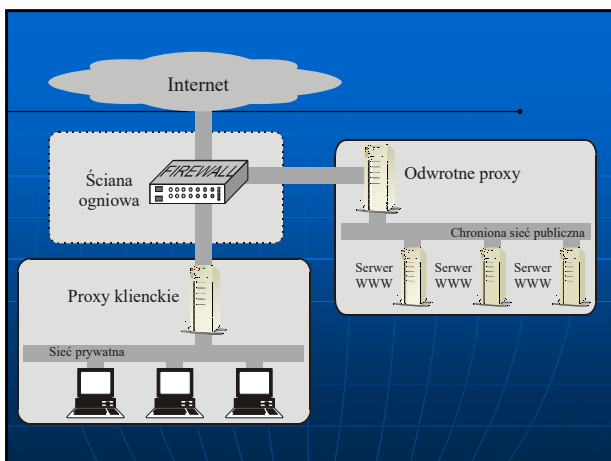 Internet
FIREWALL
Ściana
ogniowa
Odwrotne proxy
Chroniona sieć publiczna
Serwer
WWW
Serwer
WWW
Serwer
WWW
Proxy klienckie
Sieć prywatna